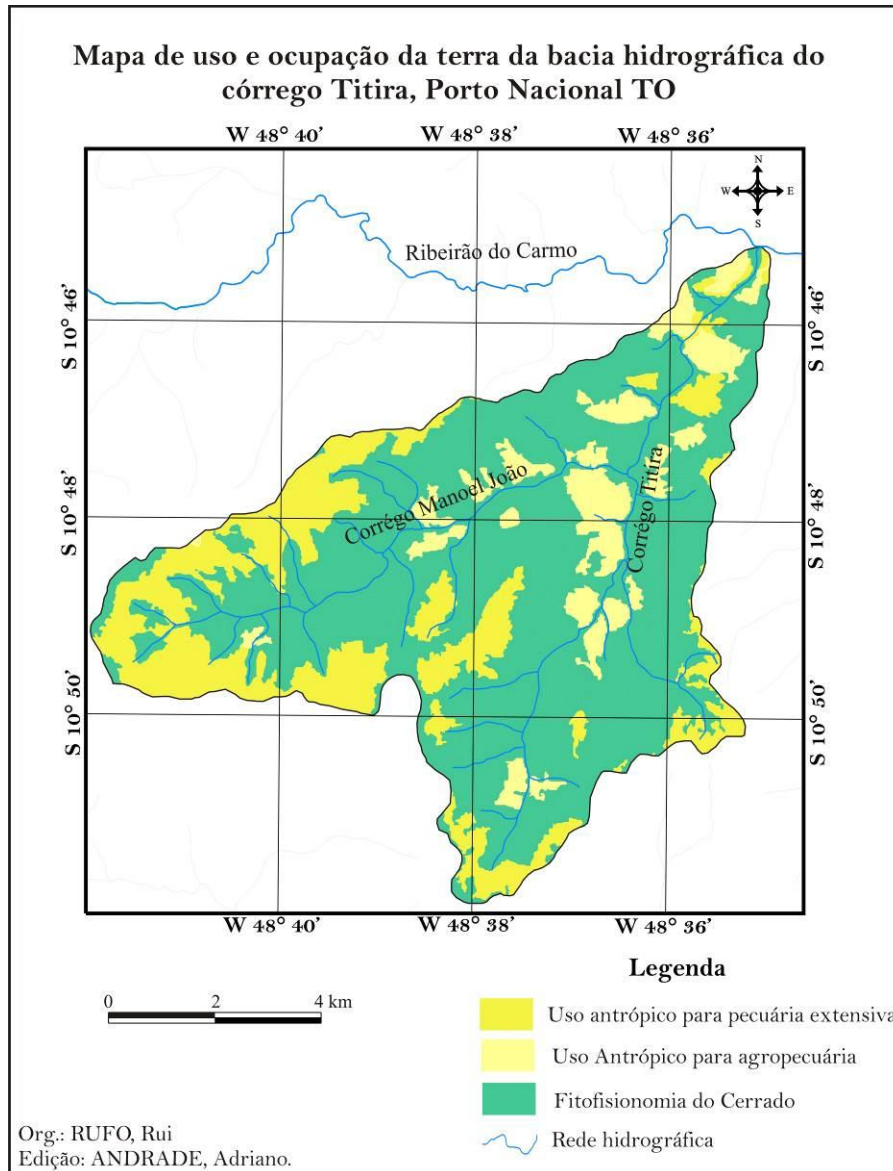 Mapa de uso e ocupação da terra da bacia hidrográfica do
córrego Titira, Porto Nacional TO
W 48° 40’
W 48° 38’
W 48° 36’
N
W
E
S
Ribeirão do Carmo
S 10° 46’
S 10° 46’
Corrégo Manoel João
Corrégo Titira
S 10° 48’
S 10° 48’
S 10° 50’
S 10° 50’
W 48° 40’
W 48° 38’
W 48° 36’
Legenda
0
2
4 km
Uso antrópico para pecuária extensiva
Uso Antrópico para agropecuária
Fitofisionomia do Cerrado
Rede hidrográfica
Org.: RUFO, Rui
Edição: ANDRADE, Adriano.